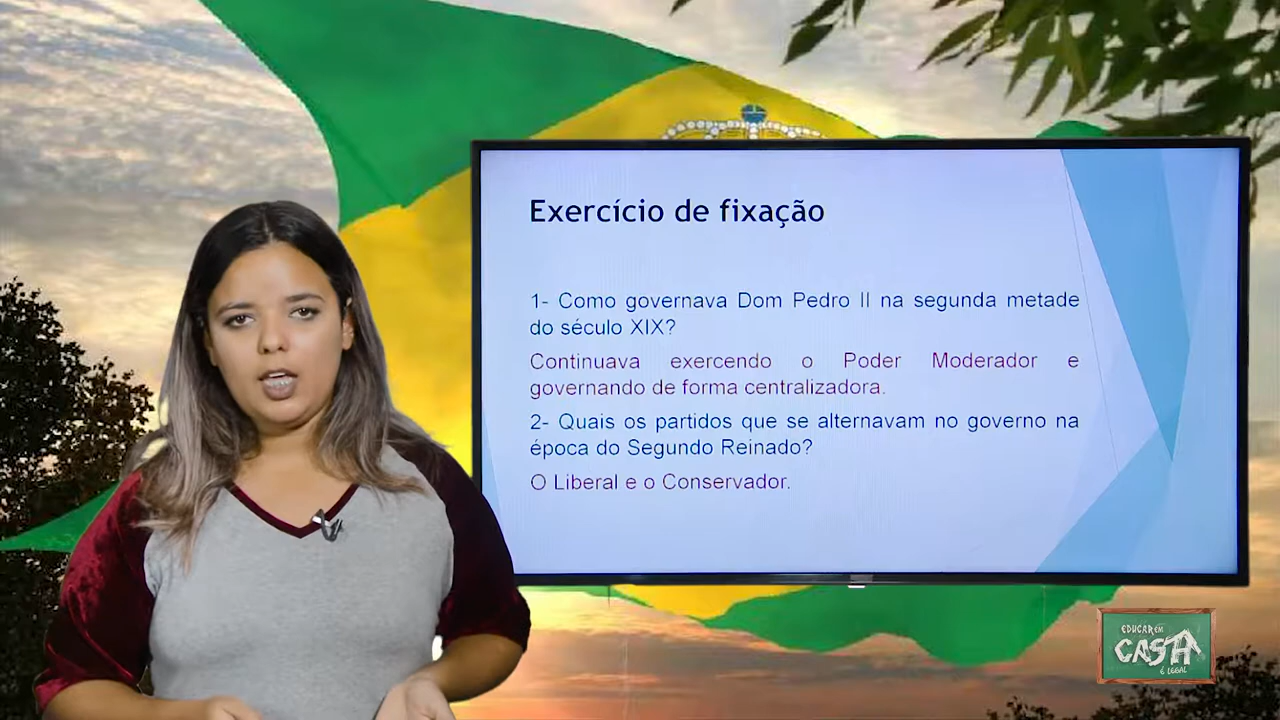 Exercício de fixação
1- Como governava Dom Pedro II na segunda metade
do século XIX?
Continuava exercendo o Poder Moderador e
governando de forma centralizadora.
2- Quais os partidos que se alternavam no governo na
época do Segundo Reinado?
O Liberal e o Conservador.
EDUCAR EM
CASA
É LEGAL